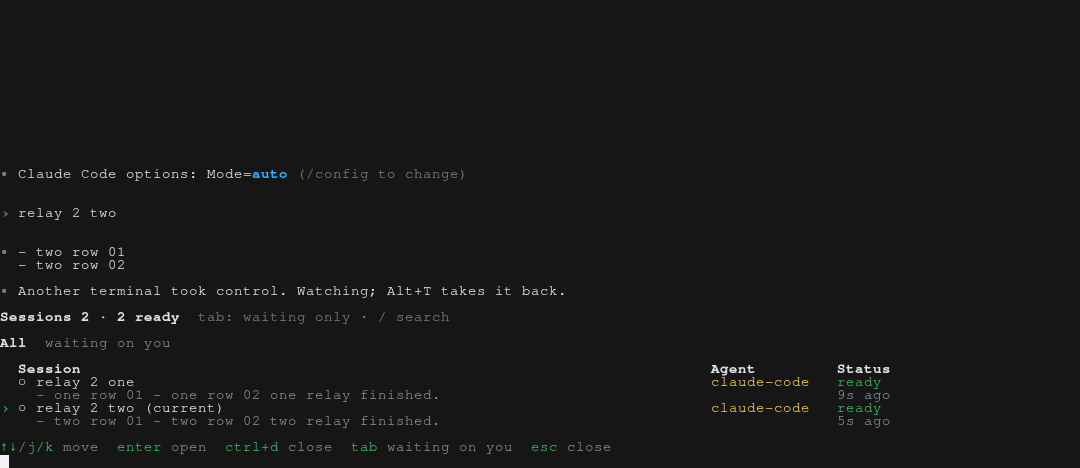 • Claude Code options: Mode=auto (/config to change)
› relay 2 two
• - two row 01
- two row 02
• Another terminal took control. Watching; Alt+T takes it back.
Sessions 2 · 2 ready  tab: waiting only · / search
All  waiting on you
Session  Agent  Status
○ relay 2 one  claude-code  ready
- one row 01 - one row 02 one relay finished.  9s ago
› ○ relay 2 two (current)  claude-code  ready
- two row 01 - two row 02 two relay finished.  5s ago
↑↓/j/k move  enter open  ctrl+d close  tab waiting on you  esc close